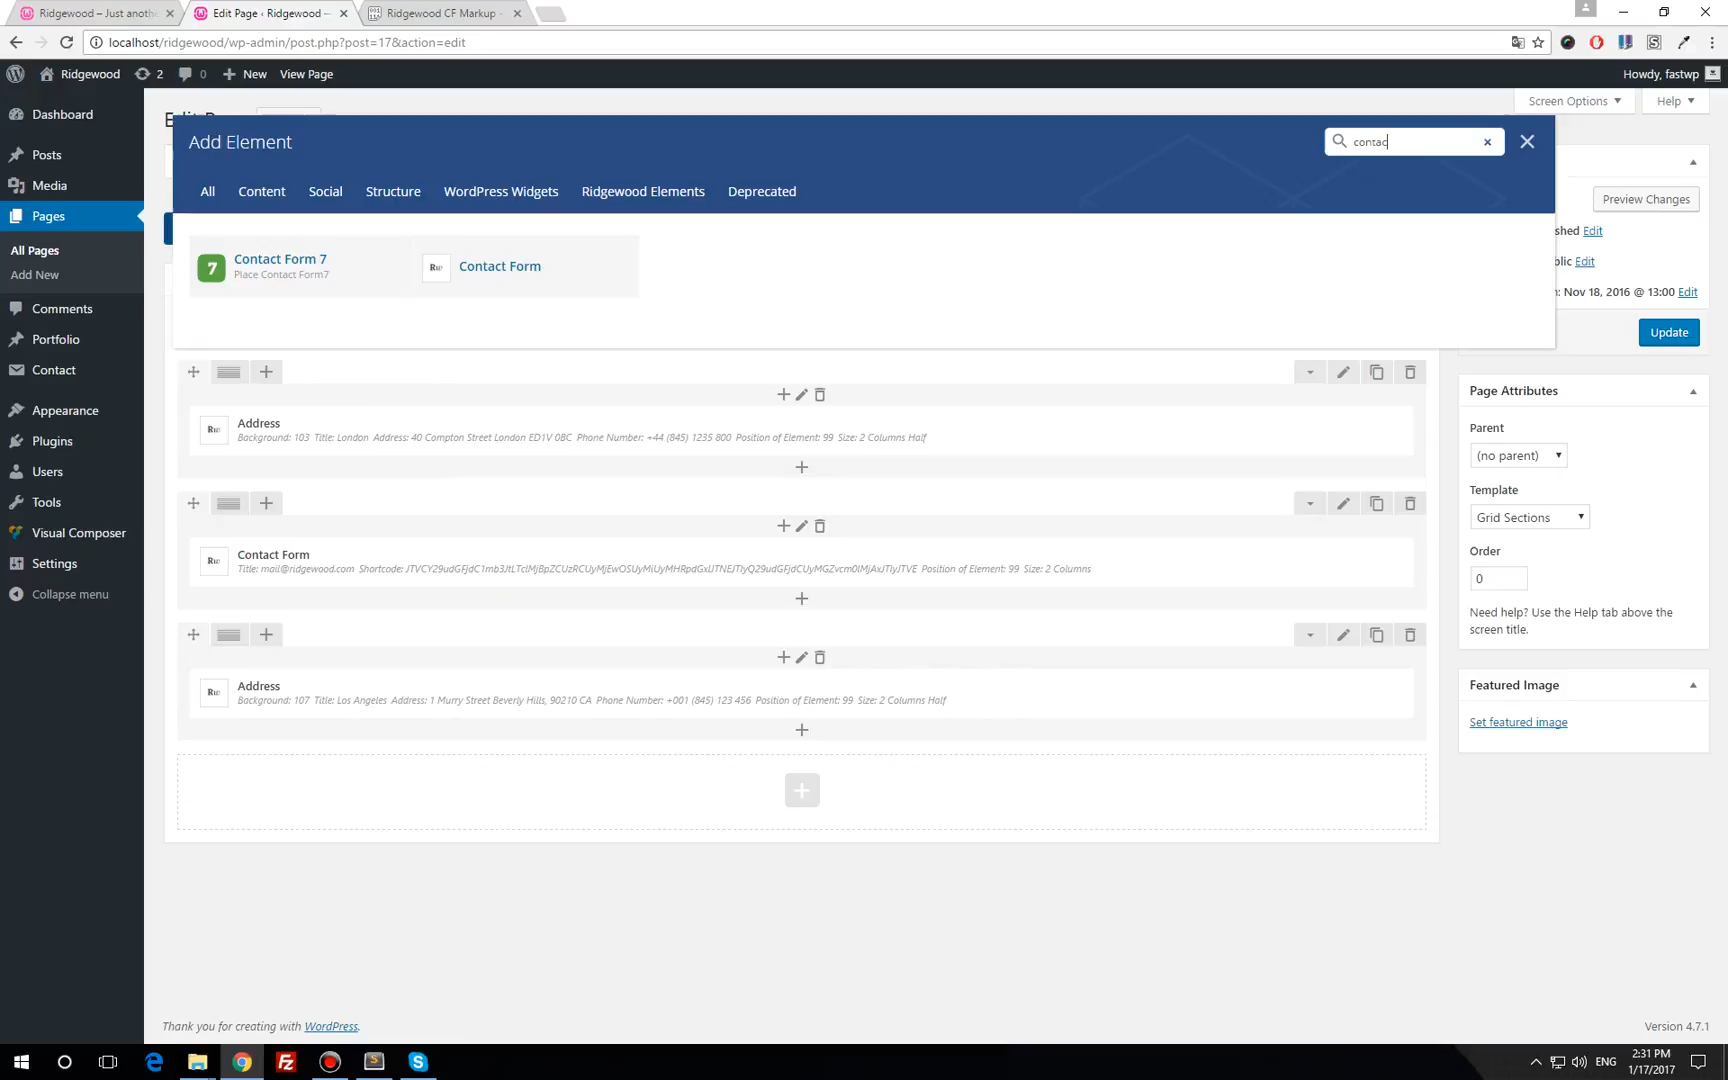 Ridgewood – Just anothe
Edit Page ‹ Ridgewood —
Ridgewood CF Markup -
localhost/ridgewood/wp-admin/post.php?post=17&action=edit
Ridgewood 2 0 New View Page
Howdy, fastwp
Dashboard
Posts
Media
Pages
All Pages
Add New
Comments
Portfolio
Contact
Appearance
Plugins
Users
Tools
Visual Composer
Settings
Collapse menu
Screen Options Help
Add Element
contac
All Content Social Structure WordPress Widgets Ridgewood Elements Deprecated
7
Contact Form 7
Place Contact Form7
Contact Form
Address
Background: 103 Title: London Address: 40 Compton Street London ED1V 0BC Phone Number: +44 (845) 1235 800 Position of Element: 99 Size: 2 Columns Half
Contact Form
Title: mail@ridgewood.com
Position of Element: 99 Size: 2 Columns
Address
Background: 107 Title: Los Angeles Address: 1 Murry Street Beverly Hills, 90210 CA Phone Number: +001 (845) 123 456 Position of Element: 99 Size: 2 Columns Half
Preview Changes
shed Edit
blic Edit
n: Nov 18, 2016 @ 13:00 Edit
Update
Page Attributes
Parent
(no parent)
Template
Grid Sections
Order
0
Need help? Use the Help tab above the
screen title.
Featured Image
Set featured image
Thank you for creating with WordPress.
Version 4.7.1
ENG
2:31 PM
1/17/2017